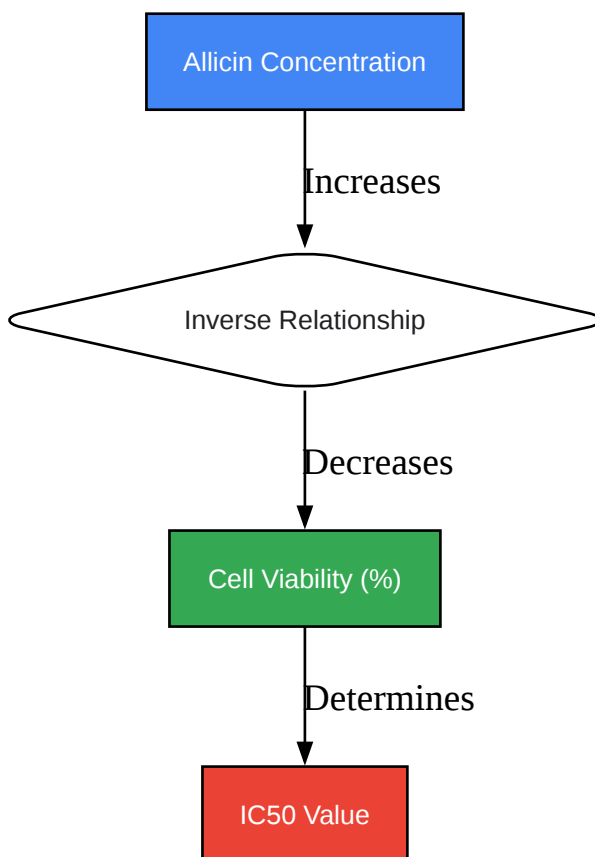 Allicin Concentration
Increases
Inverse Relationship
Decreases
Cell Viability (%)
Determines
IC50 Value